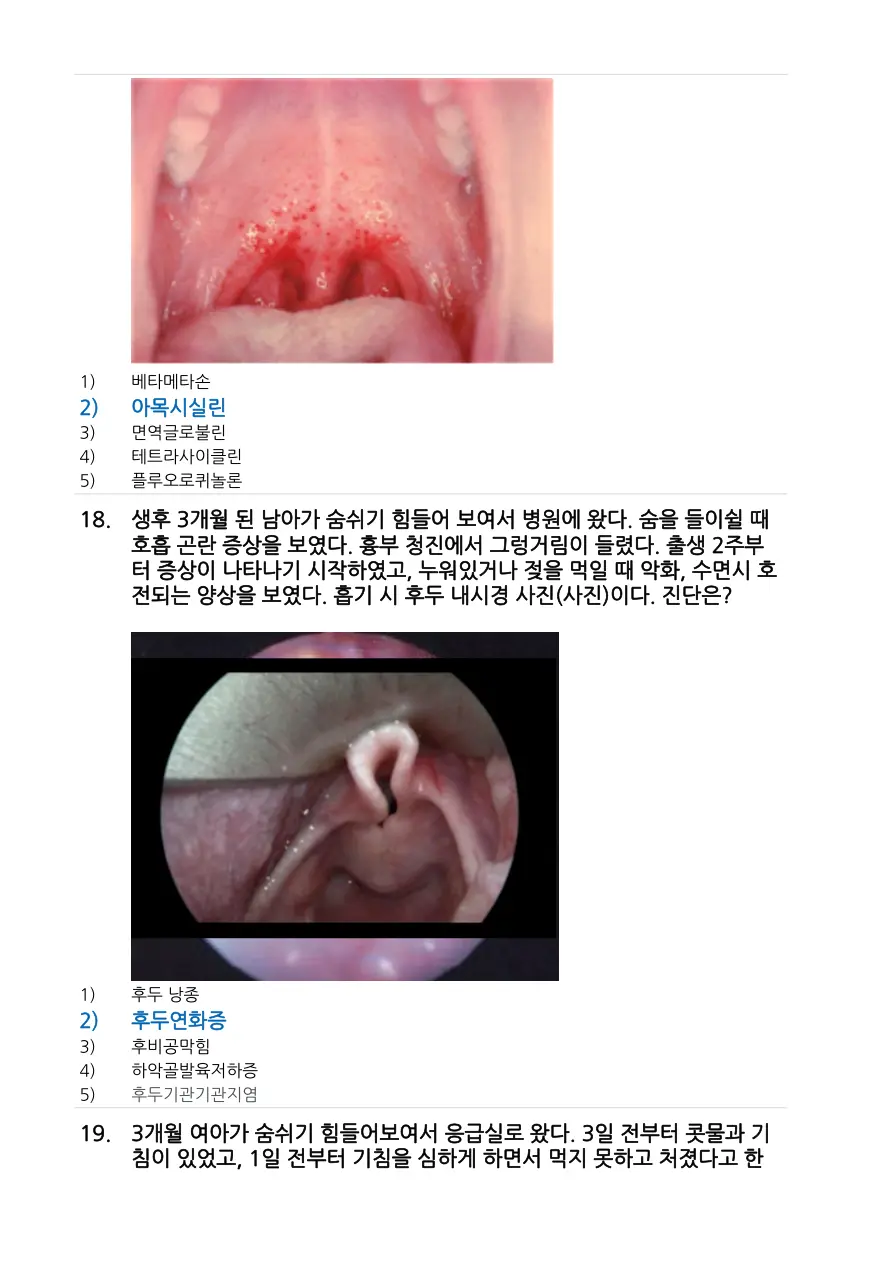 1) 베타메타손
2) 아목시실린
3) 면역글로불린
4) 테트라사이클린
5) 플루오로퀴놀론
18. 생후 3개월 된 남아가 숨쉬기 힘들어 보여서 병원에 왔다. 숨을 들이쉴 때
호흡 곤란 증상을 보였다. 흉부 청진에서 그렁거림이 들렸다. 출생 2주부
터 증상이 나타나기 시작하였고, 누워있거나 젖을 먹일 때 악화, 수면시 호
전되는 양상을 보였다. 흡기 시 후두 내시경 사진(사진)이다. 진단은?
1) 후두 낭종
2) 후두연화증
3) 후비공막힘
4) 하악골발육저하증
5) 후두기관기관지염
19. 3개월 여아가 숨쉬기 힘들어보여서 응급실로 왔다. 3일 전부터 콧물과 기
침이 있었고, 1일 전부터 기침을 심하게 하면서 먹지 못하고 처졌다고 한